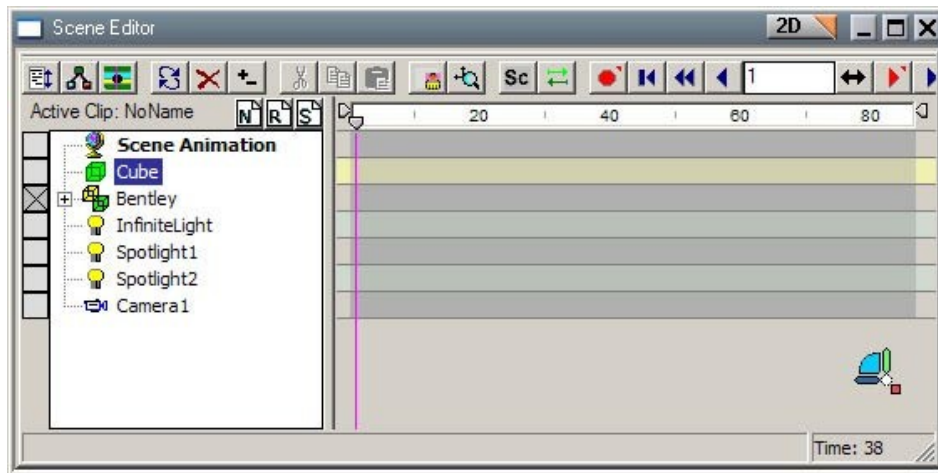 Scene Editor 2D
Sc 1
Active Clip: NoName N R S 20 40 60 80
Scene Animation
Cube
Bentley
InfiniteLight
Spotlight1
Spotlight2
Camera1
Time: 38